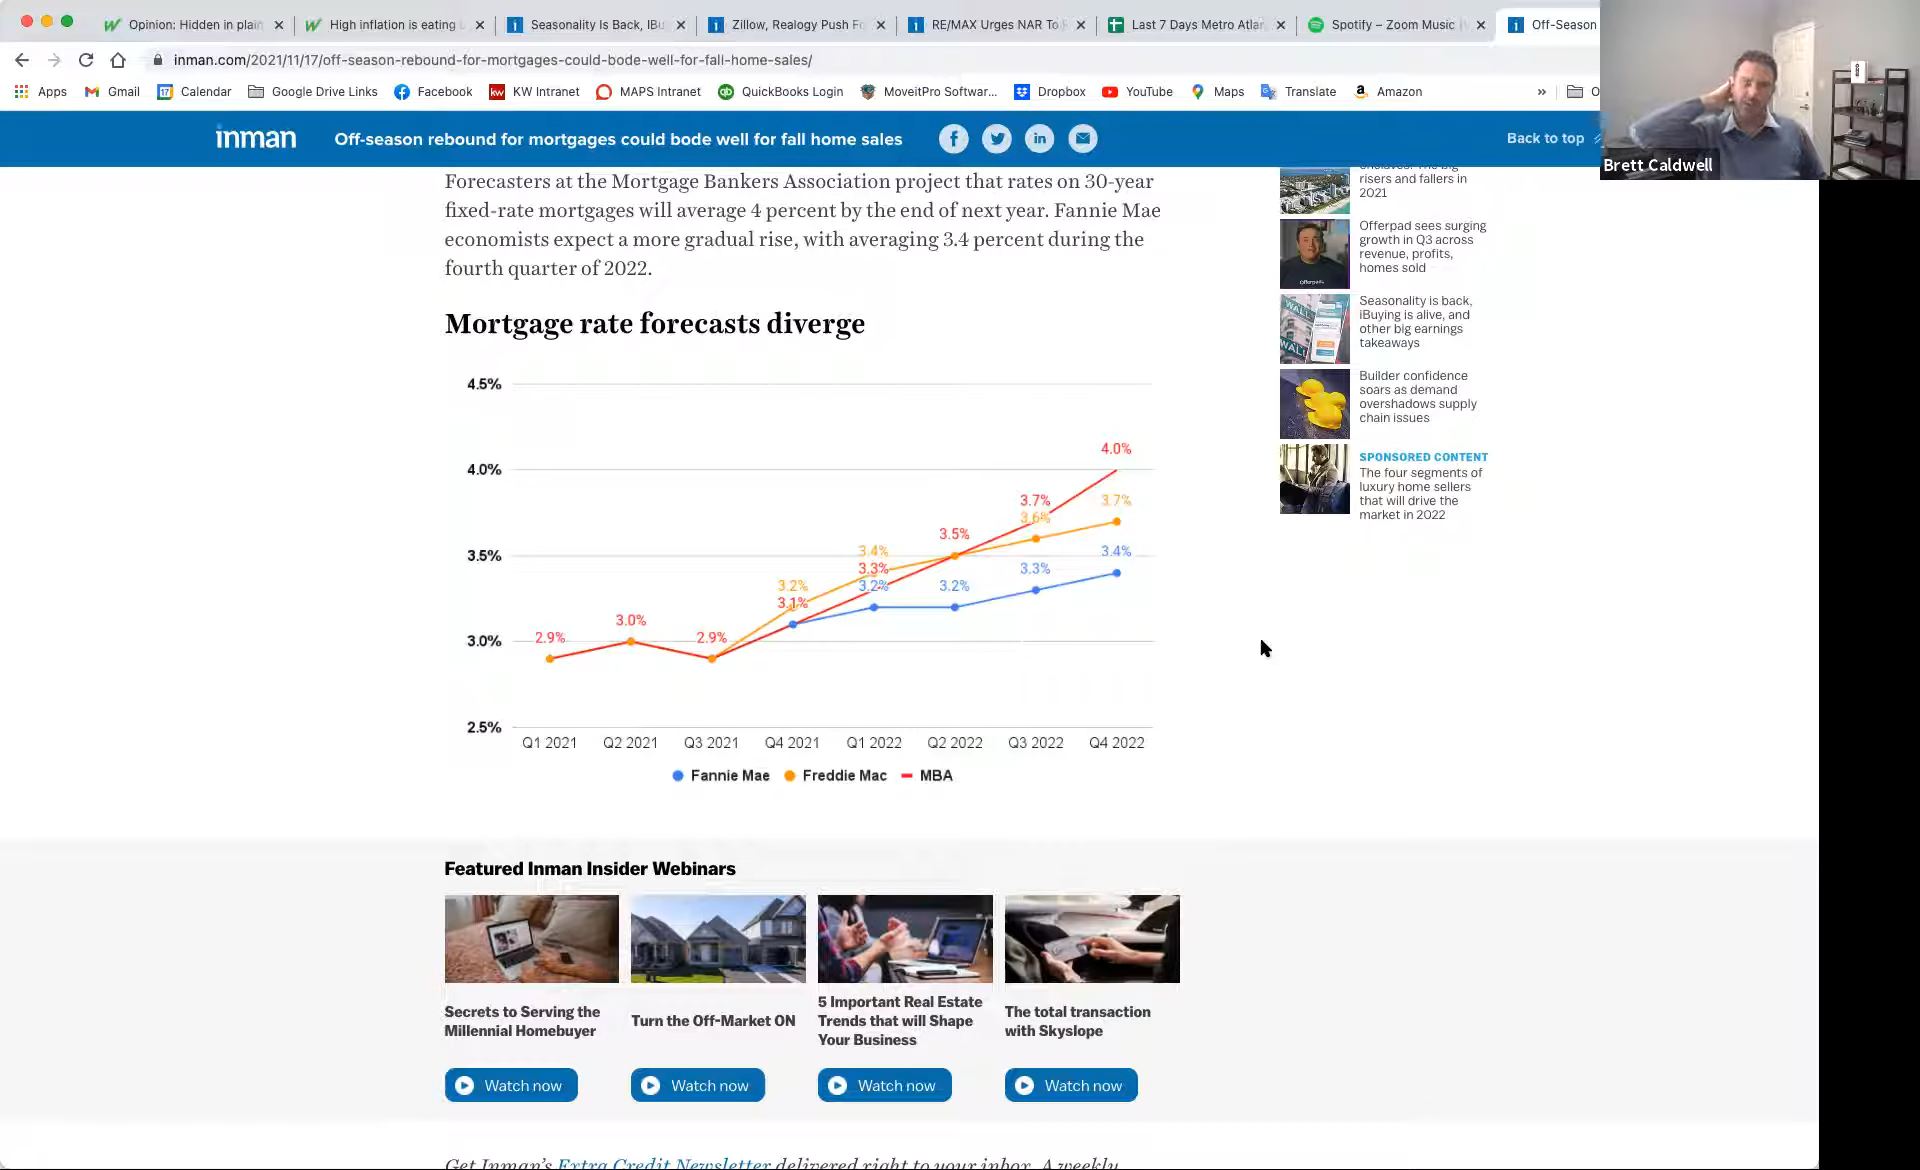 Opinion: Hidden in plain
High inflation is eating
Seasonality Is Back, IBu
Zillow, Realogy Push Fo
RE/MAX Urges NAR To
Last 7 Days Metro Atlan
Spotify – Zoom Music
Off-Season
inman.com/2021/11/17/off-season-rebound-for-mortgages-could-bode-well-for-fall-home-sales/
Apps
Gmail
Calendar
Google Drive Links
Facebook
KW Intranet
MAPS Intranet
QuickBooks Login
MoveitPro Softwar...
Dropbox
YouTube
Maps
Translate
Amazon
»
O
Brett Caldwell
inman
Off-season rebound for mortgages could bode well for fall home sales
Back to top
Forecasters at the Mortgage Bankers Association project that rates on 30-year
fixed-rate mortgages will average 4 percent by the end of next year. Fannie Mae
economists expect a more gradual rise, with averaging 3.4 percent during the
fourth quarter of 2022.
Mortgage rate forecasts diverge
4.5%
4.0%
3.5%
3.0%
2.5%
2.9%
3.0%
2.9%
3.2%
3.1%
3.4%
3.3%
3.2%
3.5%
3.2%
3.7%
3.6%
3.3%
4.0%
3.7%
3.4%
Q1 2021
Q2 2021
Q3 2021
Q4 2021
Q1 2022
Q2 2022
Q3 2022
Q4 2022
Fannie Mae
Freddie Mac
MBA
risers and fallers in
2021
Offerpad sees surging
growth in Q3 across
revenue, profits,
homes sold
Seasonality is back,
iBuying is alive, and
other big earnings
takeaways
Builder confidence
soars as demand
overshadows supply
chain issues
SPONSORED CONTENT
The four segments of
luxury home sellers
that will drive the
market in 2022
Featured Inman Insider Webinars
Secrets to Serving the
Millennial Homebuyer
Watch now
Turn the Off-Market ON
Watch now
5 Important Real Estate
Trends that will Shape
Your Business
Watch now
The total transaction
with Skyslope
Watch now
Get Inman's Extra Credit Newsletter delivered right to your inbox. A weekly